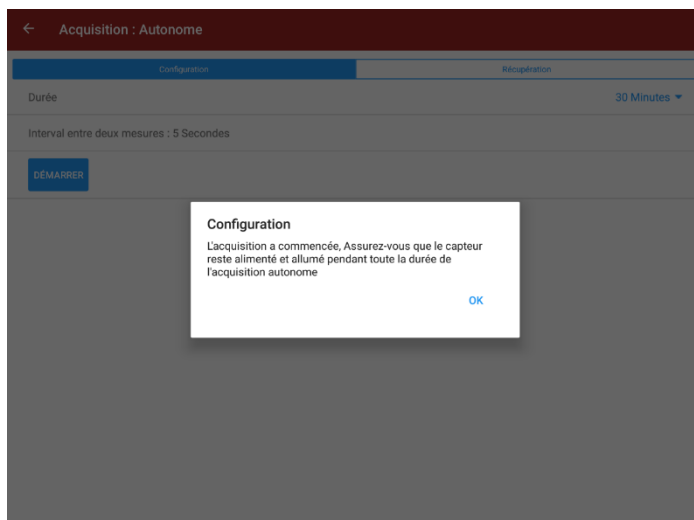 Acquisition : Autonome
Configuration
Récupération
Durée
30 Minutes
Interval entre deux mesures : 5 Secondes
DÉMARRER
Configuration
L'acquisition a commencée, Assurez-vous que le capteur
reste alimenté et allumé pendant toute la durée de
l'acquisition autonome
OK